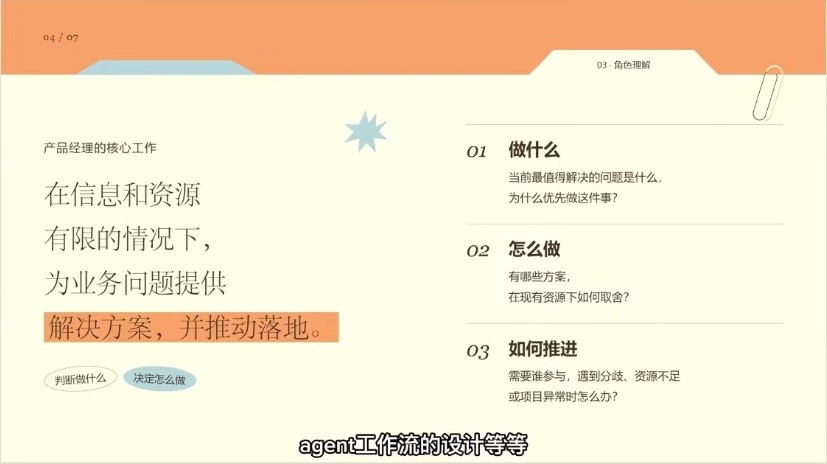 04 / 07
03 · 角色理解
产品经理的核心工作
在信息和资源
有限的情况下，
为业务问题提供
解决方案，并推动落地。
判断做什么
决定怎么做
01 做什么
当前最值得解决的问题是什么，
为什么优先做这件事？
02 怎么做
有哪些方案，
在现有资源下如何取舍？
03 如何推进
需要谁参与，遇到分歧、资源不足
或项目异常时怎么办？
agent工作流的设计等等